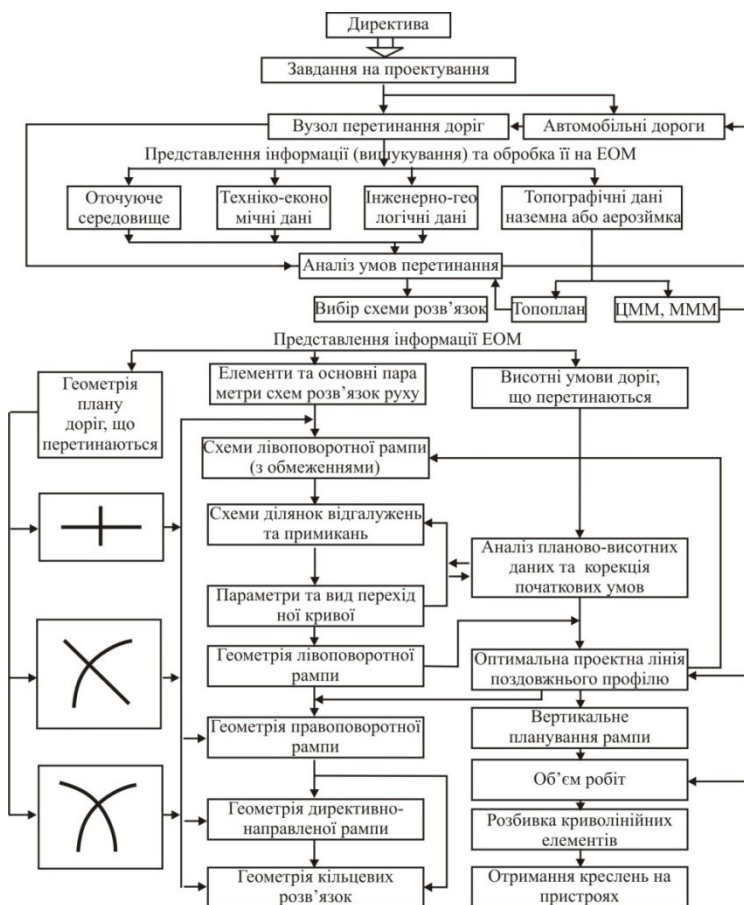 Директива
Завдання на проектування
Вузол перетинання доріг
Автомобільні дороги
Представлення інформації (вишукування) та обробка її на ЕОМ
Оточуюче
середовище
Техніко-еконо
мічні дані
Інженерно-гео
логічні дані
Топографічні дані
наземна або аерозймка
Аналіз умов перетинання
Вибір схеми розв’язок
Топоплан
ЦММ, МММ
Представлення інформації ЕОМ
Геометрія
плану
доріг, що
перетинаються
Елементи та основні пара
метри схем розв’язок руху
Висотні умови доріг,
що перетинаються
Схеми лівоповоротної рампи
(з обмеженнями)
Схеми ділянок відгалужень
та примикань
Аналіз планово-висотних
даних та корекція
початкових умов
Параметри та вид перехід
ної кривої
Геометрія лівоповоротної
рампи
Оптимальна проектна лінія
поздовжнього профілю
Геометрія правоповоротної
рампи
Вертикальне
планування рампи
Об’єм робіт
Геометрія директивно-
направленої рампи
Розбивка криволінійних
елементів
Геометрія кільцевих
розв’язок
Отримання креслень на
пристроях